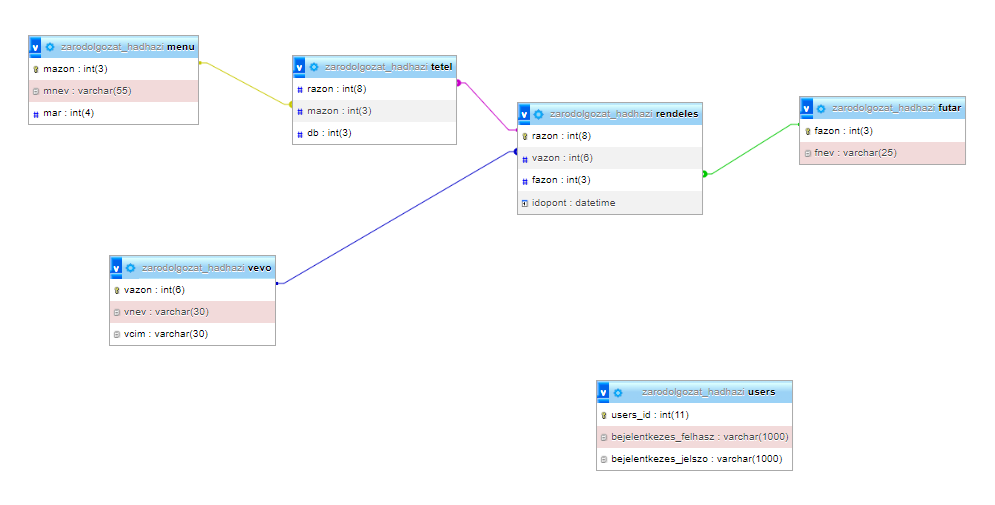 zarodolgozat_hadhazi menu
mazon : int(3)
mnev : varchar(55)
mar : int(4)
zarodolgozat_hadhazi tetel
razon : int(8)
mazon : int(3)
db : int(3)
zarodolgozat_hadhazi rendeles
razon : int(8)
vazon : int(6)
fazon : int(3)
idopont : datetime
zarodolgozat_hadhazi futar
fazon : int(3)
fnev : varchar(25)
zarodolgozat_hadhazi vevo
vazon : int(6)
vnev : varchar(30)
vcim : varchar(30)
zarodolgozat_hadhazi users
users_id : int(11)
bejelentkezes_felhasz : varchar(1000)
bejelentkezes_jelszo : varchar(1000)